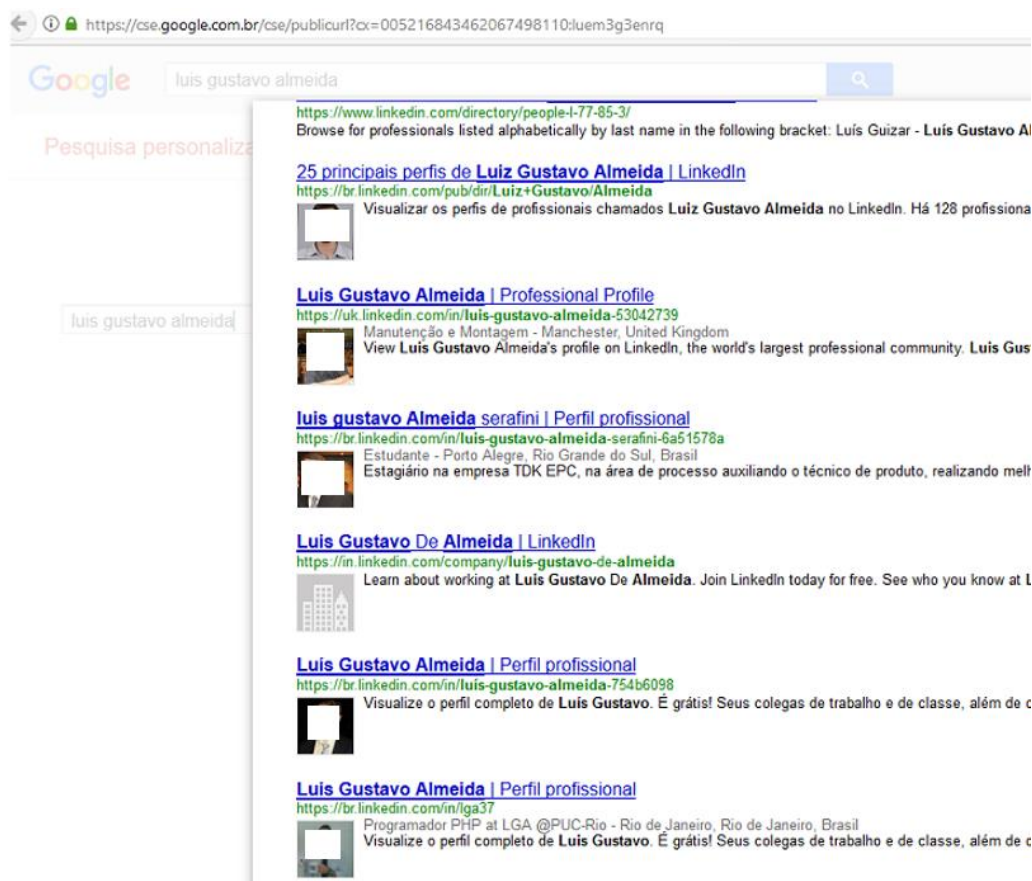 https://cse.google.com.br/cse/publicurl?cx=005216843462067498110:luem3g3enrq
Google
luis gustavo almeida
Pesquisa personaliza
luis gustavo almeida
https://www.linkedin.com/directory/people-l-77-85-3/
Browse for professionals listed alphabetically by last name in the following bracket: Luís Guizar - Luís Gustavo Al
25 principais perfis de Luiz Gustavo Almeida | LinkedIn
https://br.linkedin.com/pub/dir/Luiz+Gustavo/Almeida
Visualizar os perfis de profissionais chamados Luiz Gustavo Almeida no LinkedIn. Há 128 profissiona
Luis Gustavo Almeida | Professional Profile
https://uk.linkedin.com/in/luis-gustavo-almeida-53042739
Manutenção e Montagem - Manchester, United Kingdom
View Luis Gustavo Almeida's profile on LinkedIn, the world's largest professional community. Luis Gus
luis gustavo Almeida serafini | Perfil profissional
https://br.linkedin.com/in/luis-gustavo-almeida-serafini-6a51578a
Estudante - Porto Alegre, Rio Grande do Sul, Brasil
Estagiário na empresa TDK EPC, na área de processo auxiliando o técnico de produto, realizando melh
Luis Gustavo De Almeida | LinkedIn
https://in.linkedin.com/company/luis-gustavo-de-almeida
Learn about working at Luis Gustavo De Almeida. Join LinkedIn today for free. See who you know at L
Luís Gustavo Almeida | Perfil profissional
https://br.linkedin.com/in/luís-gustavo-almeida-754b6098
Visualize o perfil completo de Luís Gustavo. É grátis! Seus colegas de trabalho e de classe, além de c
Luis Gustavo Almeida | Perfil profissional
https://br.linkedin.com/in/lga37
Programador PHP at LGA @PUC-Rio - Rio de Janeiro, Rio de Janeiro, Brasil
Visualize o perfil completo de Luis Gustavo. É grátis! Seus colegas de trabalho e de classe, além de c